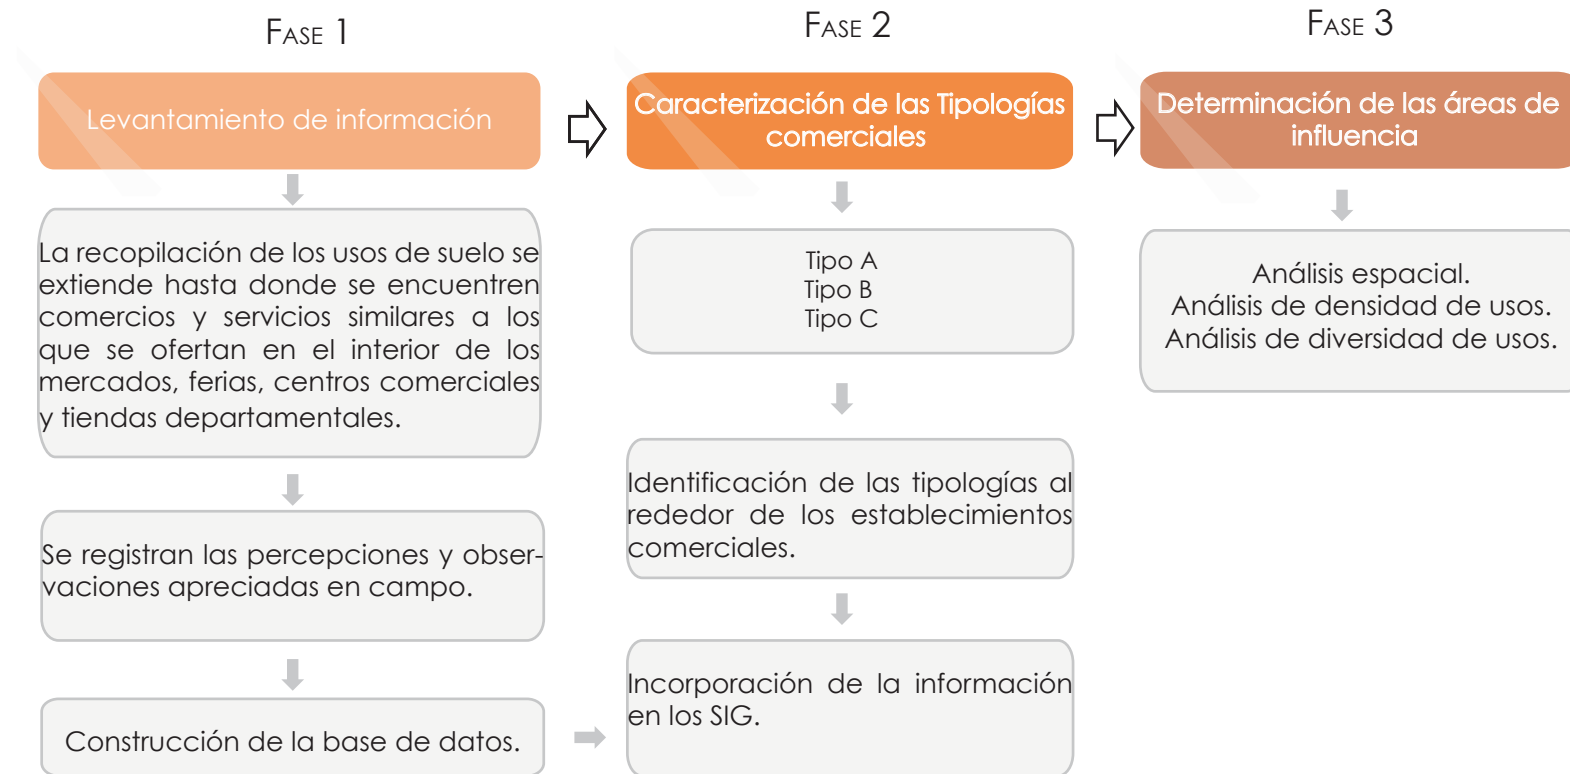 Fase 1
Levantamiento de información
La recopilación de los usos de suelo se
extiende hasta donde se encuentren
comercios y servicios similares a los
que se ofertan en el interior de los
mercados, ferias, centros comerciales
y tiendas departamentales.
Se registran las percepciones y obser-
vaciones apreciadas en campo.
Construcción de la base de datos.
Fase 2
Caracterización de las Tipologías
comerciales
Tipo A
Tipo B
Tipo C
Identificación de las tipologías al
rededor de los establecimientos
comerciales.
Incorporación de la información
en los SIG.
Fase 3
Determinación de las áreas de
influencia
Análisis espacial.
Análisis de densidad de usos.
Análisis de diversidad de usos.